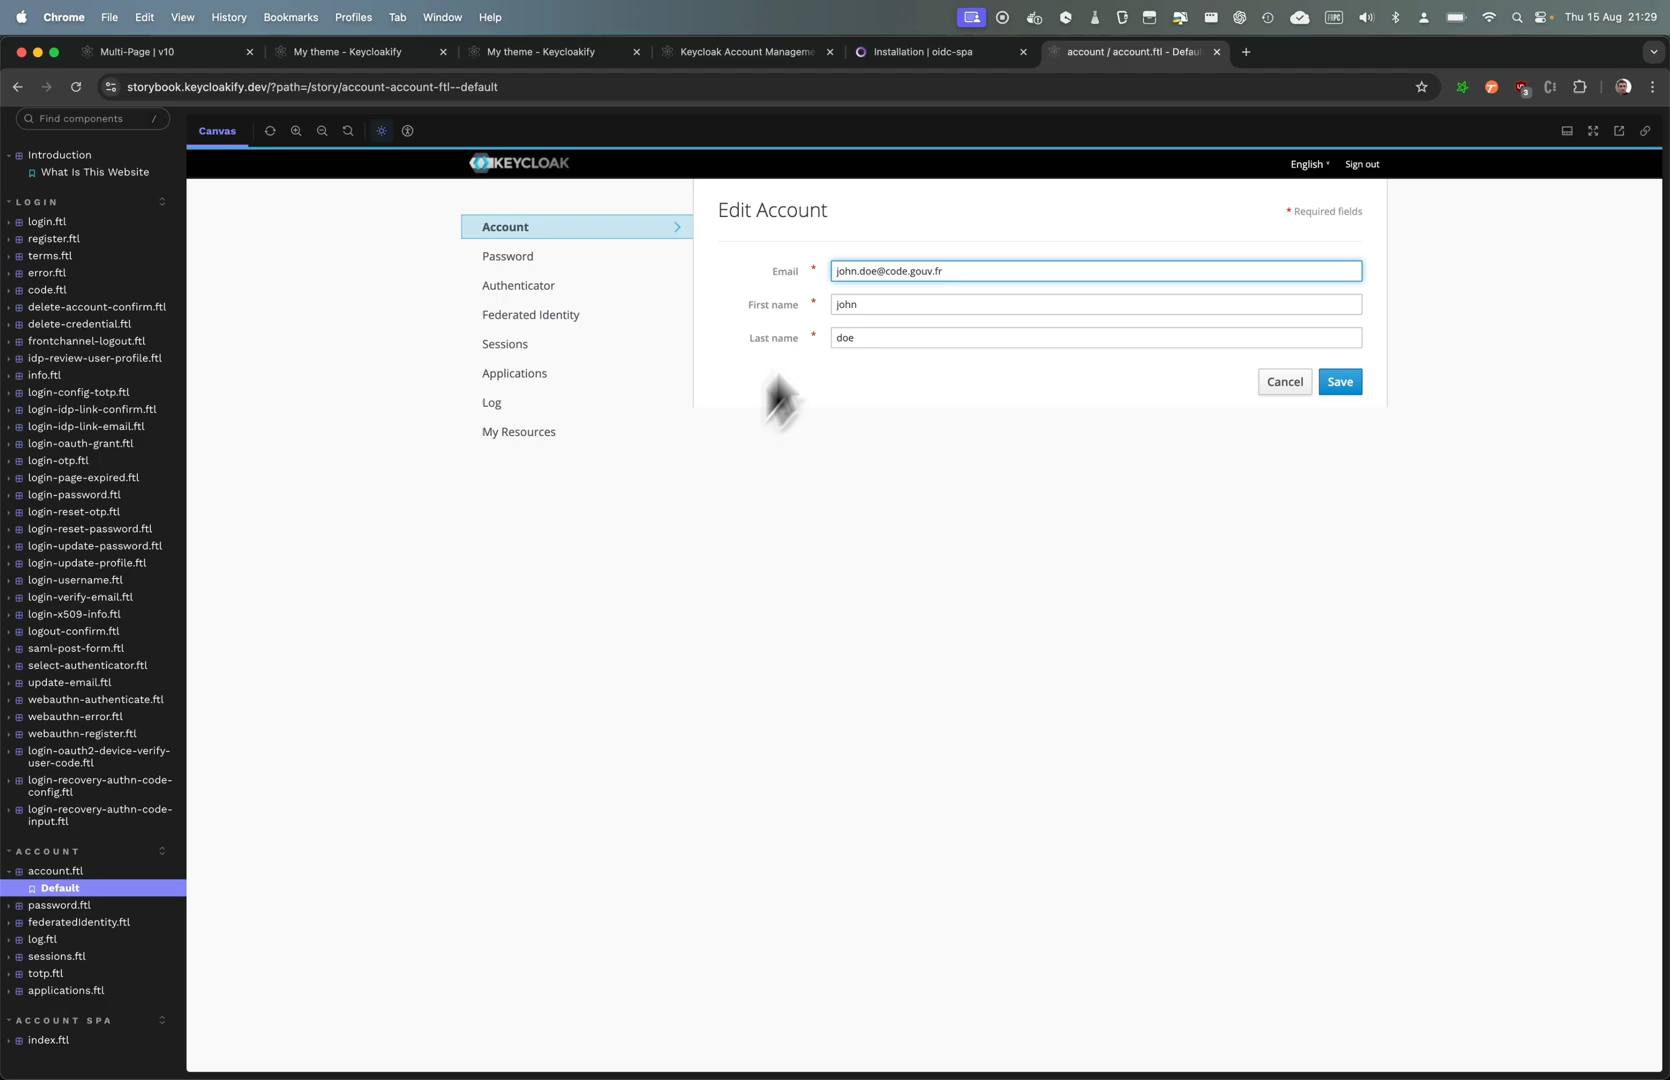 Chrome File Edit View History Bookmarks Profiles Tab Window Help Thu 15 Aug 21:29
Multi-Page | v10 My theme - Keycloakify My theme - Keycloakify Keycloak Account Manageme Installation | oidc-spa account / account.ftl - Defaul
storybook.keycloakify.dev/?path=/story/account-account-ftl--default 3
Find components /
Canvas
Introduction
What Is This Website
LOGIN
login.ftl
register.ftl
terms.ftl
error.ftl
code.ftl
delete-account-confirm.ftl
delete-credential.ftl
frontchannel-logout.ftl
idp-review-user-profile.ftl
info.ftl
login-config-totp.ftl
login-idp-link-confirm.ftl
login-idp-link-email.ftl
login-oauth-grant.ftl
login-otp.ftl
login-page-expired.ftl
login-password.ftl
login-reset-otp.ftl
login-reset-password.ftl
login-update-password.ftl
login-update-profile.ftl
login-username.ftl
login-verify-email.ftl
login-x509-info.ftl
logout-confirm.ftl
saml-post-form.ftl
select-authenticator.ftl
update-email.ftl
webauthn-authenticate.ftl
webauthn-error.ftl
webauthn-register.ftl
login-oauth2-device-verify-
user-code.ftl
login-recovery-authn-code-
config.ftl
login-recovery-authn-code-
input.ftl
ACCOUNT
account.ftl
Default
password.ftl
federatedIdentity.ftl
log.ftl
sessions.ftl
totp.ftl
applications.ftl
ACCOUNT SPA
index.ftl
KEYCLOAK
English Sign out
Account
Password
Authenticator
Federated Identity
Sessions
Applications
Log
My Resources
Edit Account
* Required fields
Email * john.doe@code.gouv.fr
First name * john
Last name * doe
Cancel Save